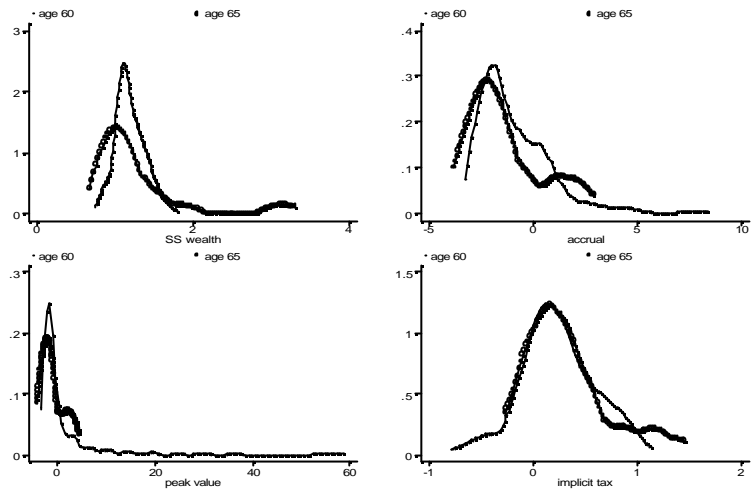 · age 60 • age 65
3
2
1
0
0 2 4
SS wealth
· age 60 • age 65
.4
.3
.2
.1
0
-5 0 5 10
accrual
· age 60 • age 65
.3
.2
.1
0
0 20 40 60
peak value
· age 60 • age 65
1.5
1
.5
0
-1 0 1 2
implicit tax